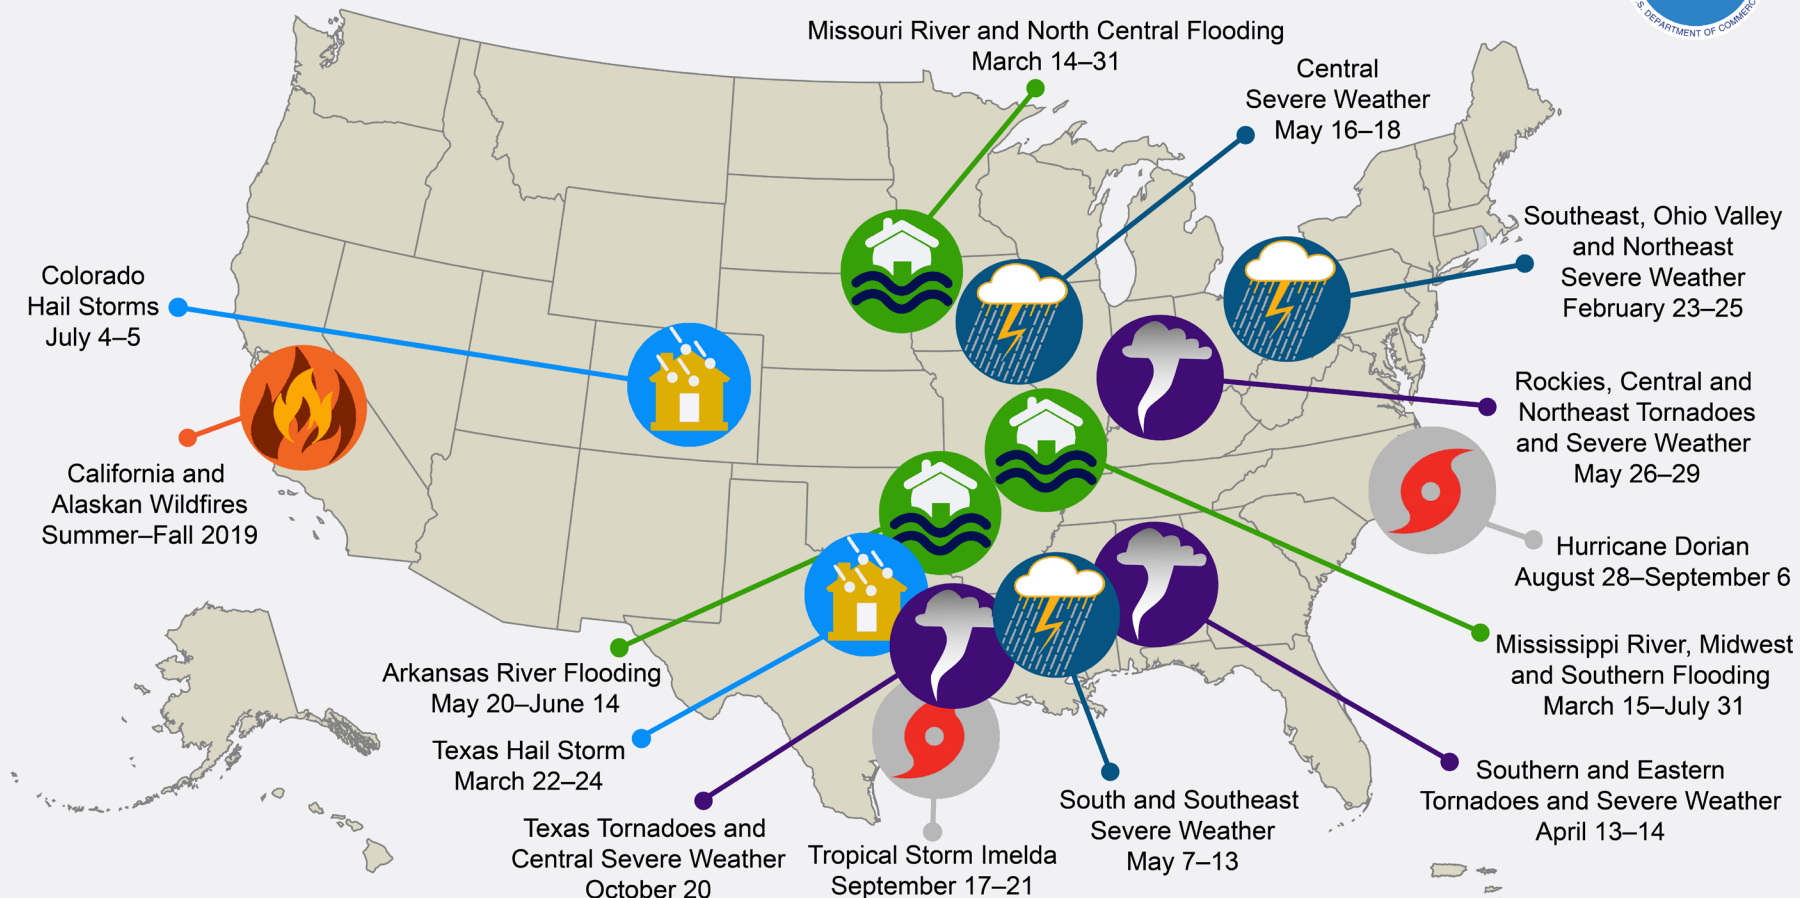 U.S. DEPARTMENT OF COMMERCE
Missouri River and North Central Flooding
March 14–31
Central
Severe Weather
May 16–18
Southeast, Ohio Valley
and Northeast
Severe Weather
February 23–25
Colorado
Hail Storms
July 4–5
Rockies, Central and
Northeast Tornadoes
and Severe Weather
May 26–29
California and
Alaskan Wildfires
Summer–Fall 2019
Hurricane Dorian
August 28–September 6
Mississippi River, Midwest
and Southern Flooding
March 15–July 31
Arkansas River Flooding
May 20–June 14
Texas Hail Storm
March 22–24
Southern and Eastern
Tornadoes and Severe Weather
April 13–14
South and Southeast
Severe Weather
May 7–13
Texas Tornadoes and
Central Severe Weather
October 20
Tropical Storm Imelda
September 17–21